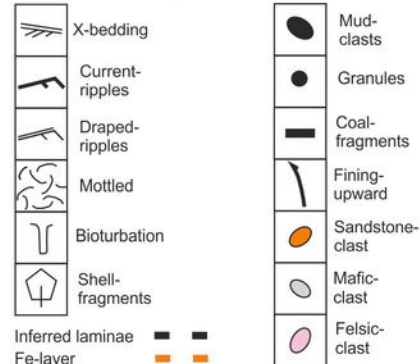 X-bedding
Current-
ripples
Draped-
ripples
Mottled
Bioturbation
Shell-
fragments
Inferred laminae
Fe-layer
Mud-
clasts
Granules
Coal-
fragments
Fining-
upward
Sandstone-
clast
Mafic-
clast
Felsic-
clast